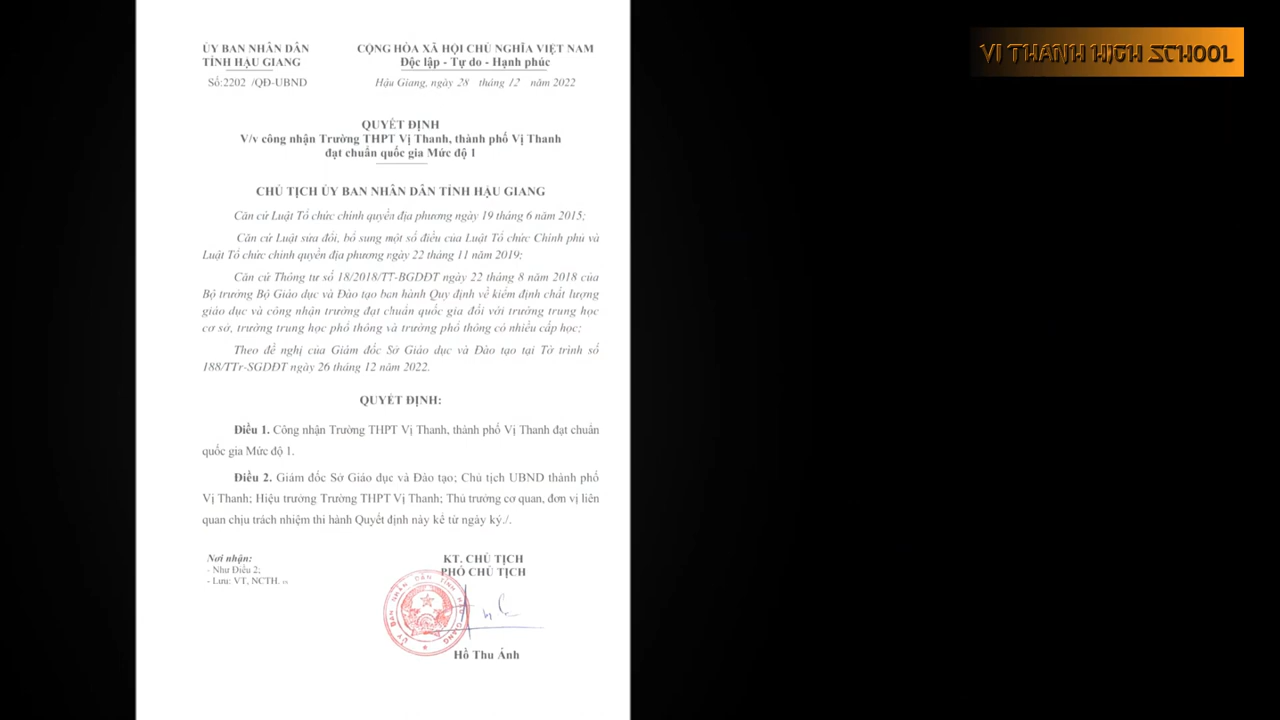 ỦY BAN NHÂN DÂN
TỈNH HẬU GIANG
Số:2202 /QĐ-UBND
CỘNG HÒA XÃ HỘI CHỦ NGHĨA VIỆT NAM
Độc lập - Tự do - Hạnh phúc
Hậu Giang, ngày 28 tháng 12 năm 2022
VI THANH HIGH SCHOOL
QUYẾT ĐỊNH
V/v công nhận Trường THPT Vị Thanh, thành phố Vị Thanh
đạt chuẩn quốc gia Mức độ 1
CHỦ TỊCH ỦY BAN NHÂN DÂN TỈNH HẬU GIANG
Căn cứ Luật Tổ chức chính quyền địa phương ngày 19 tháng 6 năm 2015;
Căn cứ Luật sửa đổi, bổ sung một số điều của Luật Tổ chức Chính phủ và
Luật Tổ chức chính quyền địa phương ngày 22 tháng 11 năm 2019;
Căn cứ Thông tư số 18/2018/TT-BGDĐT ngày 22 tháng 8 năm 2018 của
Bộ trưởng Bộ Giáo dục và Đào tạo ban hành Quy định về kiểm định chất lượng
giáo dục và công nhận trường đạt chuẩn quốc gia đối với trường trung học
cơ sở, trường trung học phổ thông và trường phổ thông có nhiều cấp học;
Theo đề nghị của Giám đốc Sở Giáo dục và Đào tạo tại Tờ trình số
188/TTr-SGDĐT ngày 26 tháng 12 năm 2022.
QUYẾT ĐỊNH:
Điều 1. Công nhận Trường THPT Vị Thanh, thành phố Vị Thanh đạt chuẩn
quốc gia Mức độ 1.
Điều 2. Giám đốc Sở Giáo dục và Đào tạo; Chủ tịch UBND thành phố
Vị Thanh; Hiệu trưởng Trường THPT Vị Thanh; Thủ trưởng cơ quan, đơn vị liên
quan chịu trách nhiệm thi hành Quyết định này kể từ ngày ký./.
Nơi nhận:
- Như Điều 2;
- Lưu: VT, NCTH.
KT. CHỦ TỊCH
PHÓ CHỦ TỊCH
ỦY BAN NHÂN DÂN TỈNH HẬU GIANG
Hồ Thu Ánh